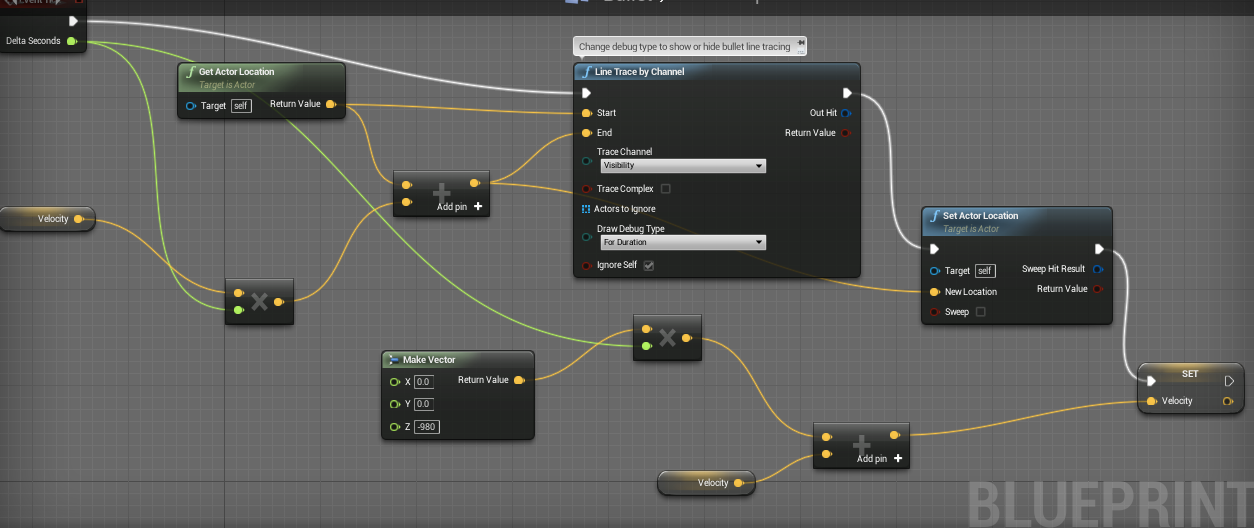 Delta Seconds
Get Actor Location
Target is Actor
Target self
Return Value
Change debug type to show or hide bullet line tracing
Line Trace by Channel
Start
Out Hit
End
Return Value
Trace Channel
Visibility
Trace Complex
Actors to Ignore
Draw Debug Type
For Duration
Ignore Self
Add pin
Velocity
Set Actor Location
Target is Actor
Target self
Sweep Hit Result
New Location
Return Value
Sweep
Make Vector
X 0.0
Return Value
Y 0.0
Z -980
SET
Velocity
Add pin
Velocity
BLUEPRINT